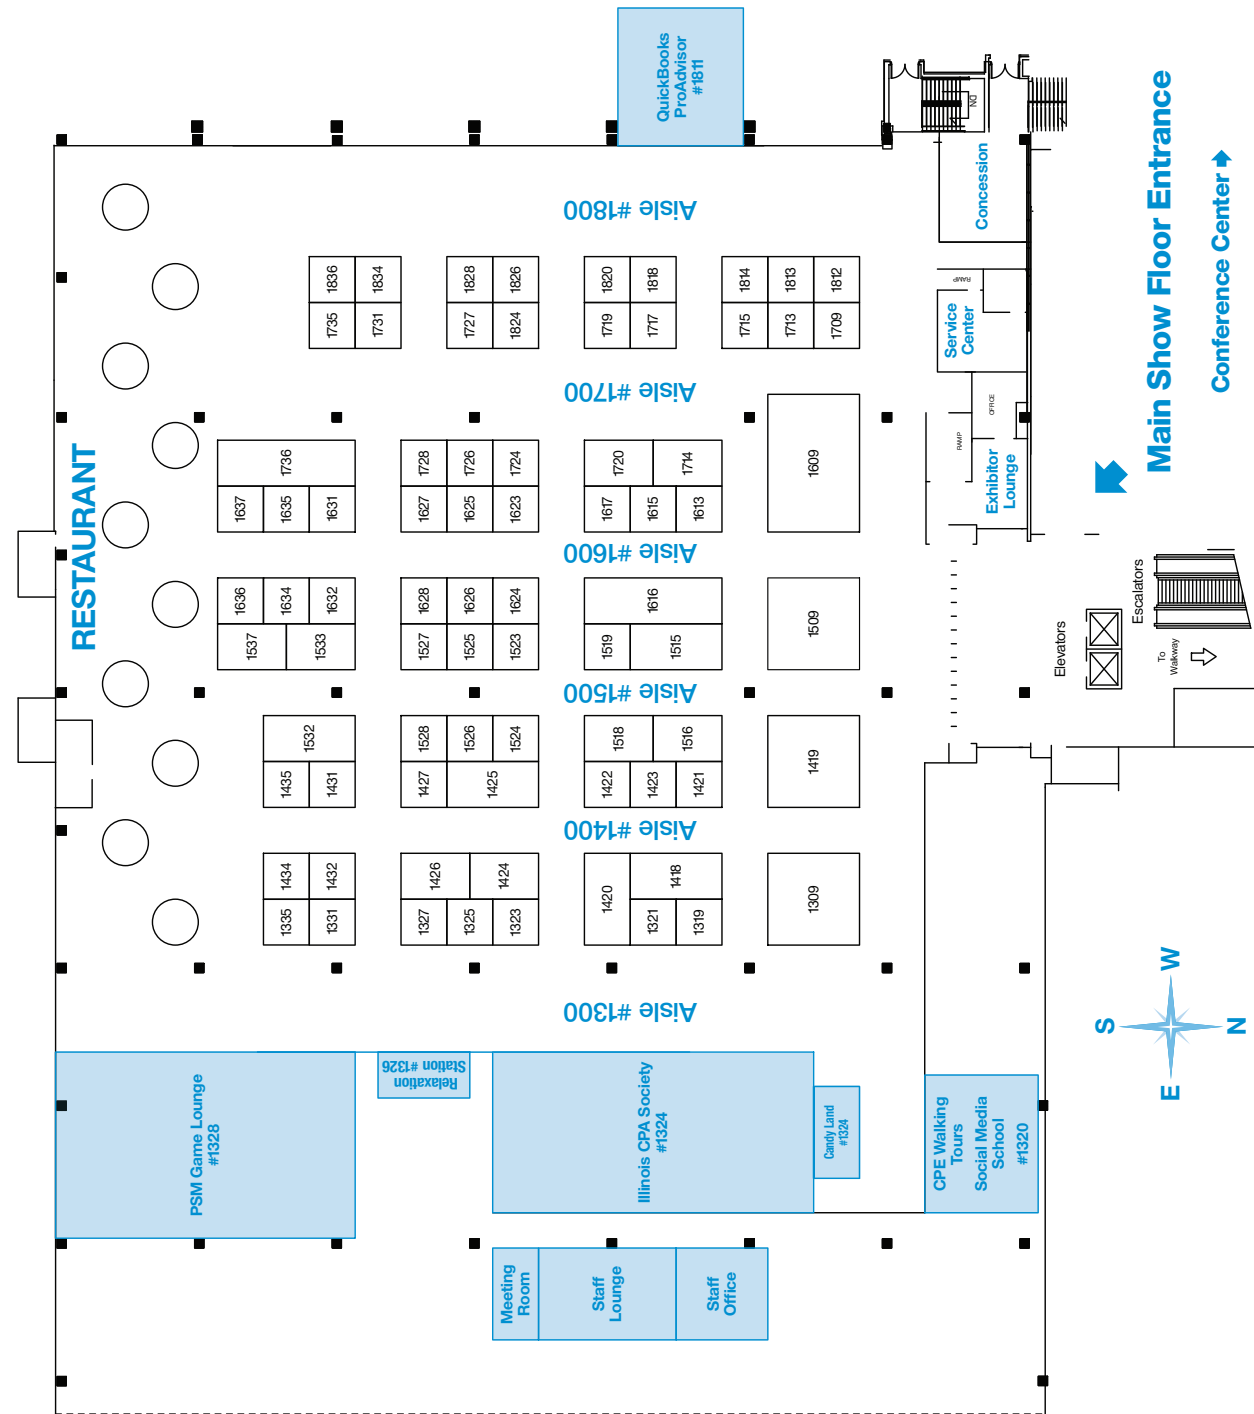 QuickBooks
ProAdvisor
#1811
DN
Main Show Floor Entrance
Conference Center
Concession
Aisle #1800
1836
1834
1828
1826
1820
1818
1814
1813
1812
1735
1731
1727
1824
1719
1717
1715
1713
1709
RAMP
Service
Center
Aisle #1700
OFFICE
RAMP
Exhibitor
Lounge
RESTAURANT
1736
1728
1726
1724
1720
1714
1609
1637
1635
1631
1627
1625
1623
1617
1615
1613
Aisle #1600
1636
1634
1632
1628
1626
1624
1616
1509
1537
1533
1527
1525
1523
1519
1515
Escalators
Elevators
To
Walkway
Aisle #1500
1532
1528
1526
1524
1518
1516
1419
1435
1431
1427
1425
1422
1423
1421
Aisle #1400
1434
1432
1426
1424
1420
1418
1309
1335
1331
1327
1325
1323
1321
1319
Aisle #1300
S
W
E
N
PSM Game Lounge
#1328
Relaxation
Station #1326
Illinois CPA Society
#1324
Candy Land
#1324
CPE Walking
Tours
Social Media
School
#1320
Meeting
Room
Staff
Lounge
Staff
Office